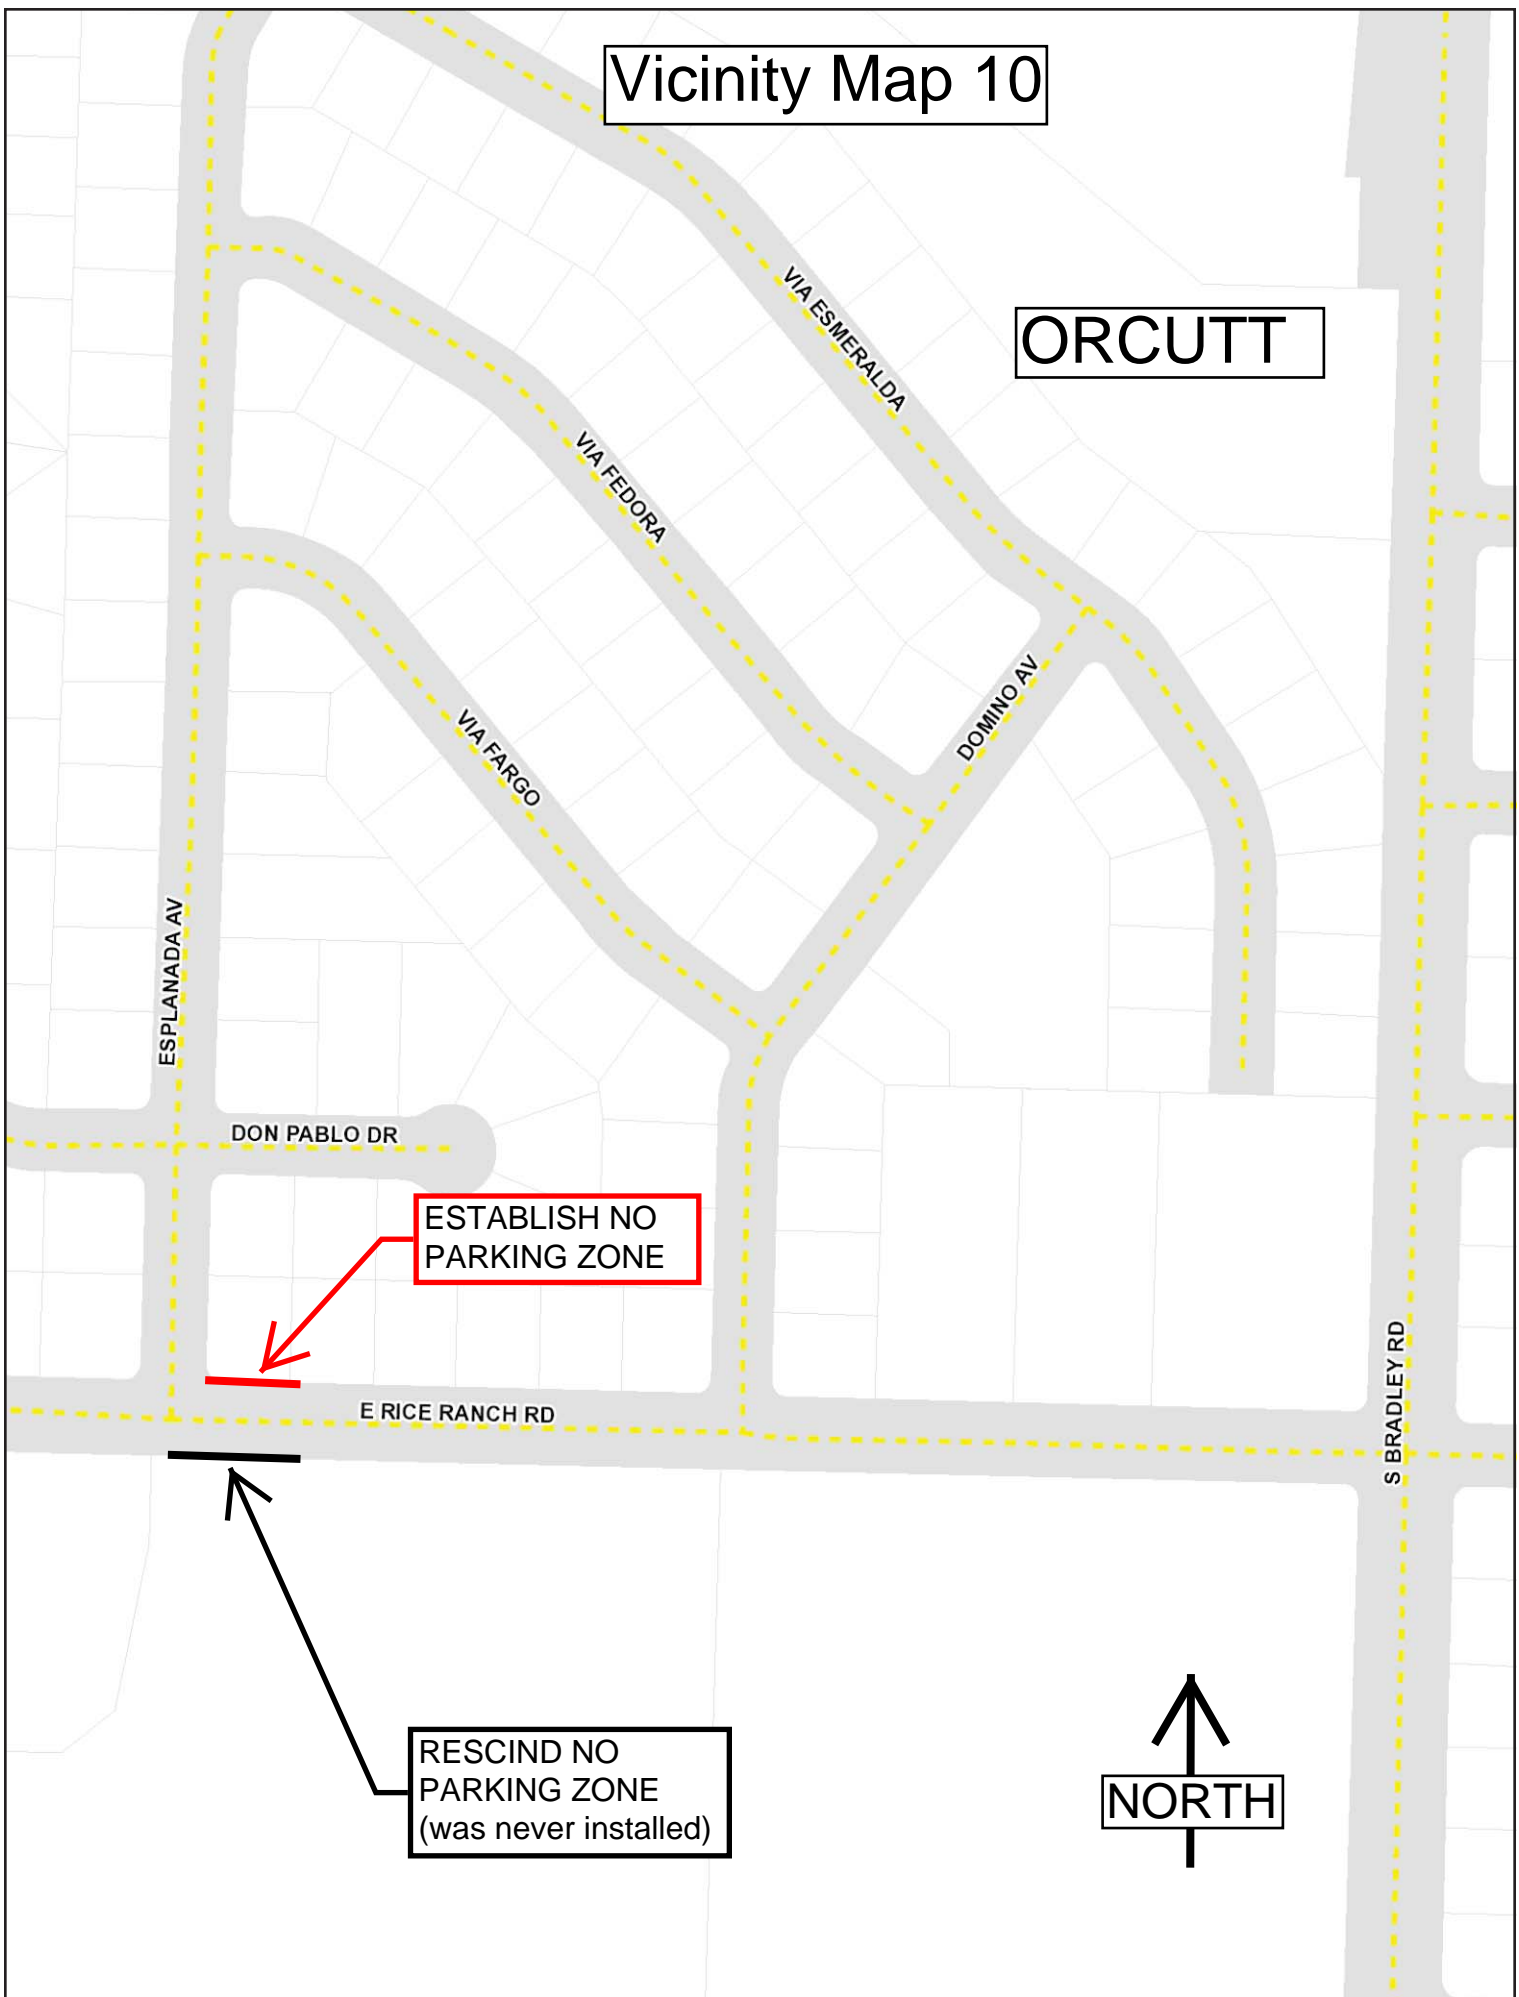 Vicinity Map 10
VIA ESMERALDA
ORCUTT
VIA FEDORA
DOMINO AV
VIA FARGO
ESPLANADA AV
DON PABLO DR
ESTABLISH NO
PARKING ZONE
E RICE RANCH RD
S BRADLEY RD
RESCIND NO
PARKING ZONE
(was never installed)
NORTH